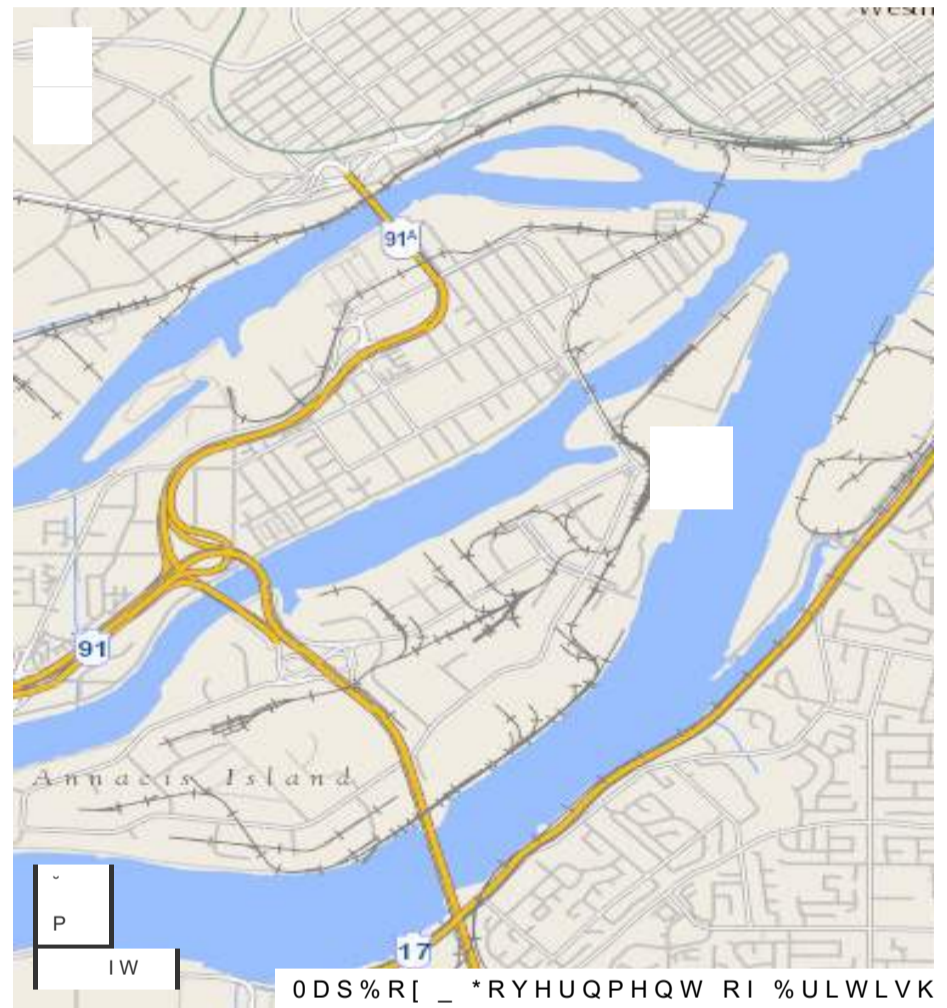 91A
91
Annacis Island
˘
P
IW
17
0DS%R[ _ *RYHUQPHQW RI %ULWLVK